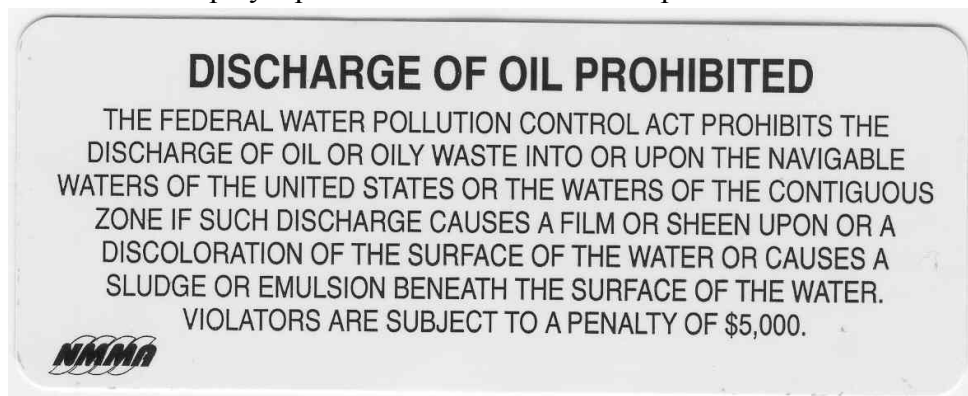 DISCHARGE OF OIL PROHIBITED
THE FEDERAL WATER POLLUTION CONTROL ACT PROHIBITS THE
DISCHARGE OF OIL OR OILY WASTE INTO OR UPON THE NAVIGABLE
WATERS OF THE UNITED STATES OR THE WATERS OF THE CONTIGUOUS
ZONE IF SUCH DISCHARGE CAUSES A FILM OR SHEEN UPON OR A
DISCOLORATION OF THE SURFACE OF THE WATER OR CAUSES A
SLUDGE OR EMULSION BENEATH THE SURFACE OF THE WATER.
VIOLATORS ARE SUBJECT TO A PENALTY OF $5,000.
NMMA